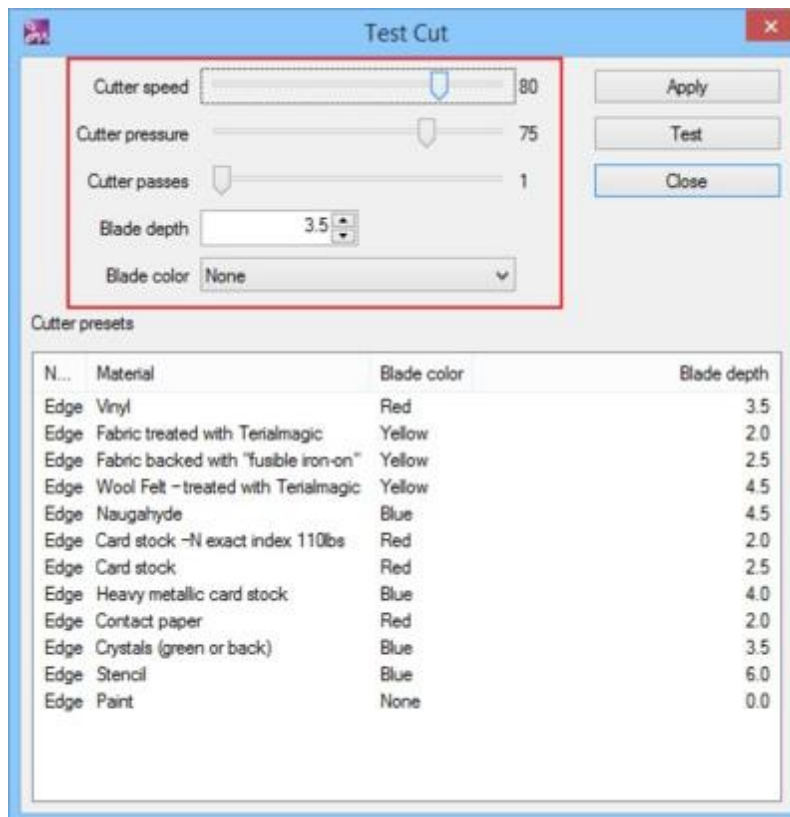 Test Cut
Cutter speed 80 Apply
Cutter pressure 75 Test
Cutter passes 1 Close
Blade depth 3.5
Blade color None
Cutter presets
N... Material Blade color Blade depth
Edge Vinyl Red 3.5
Edge Fabric treated with Terialmagic Yellow 2.0
Edge Fabric backed with "fusible iron-on" Yellow 2.5
Edge Wool Felt -treated with Terialmagic Yellow 4.5
Edge Naugahyde Blue 4.5
Edge Card stock -N exact index 110lbs Red 2.0
Edge Card stock Red 2.5
Edge Heavy metallic card stock Blue 4.0
Edge Contact paper Red 2.0
Edge Crystals (green or back) Blue 3.5
Edge Stencil Blue 6.0
Edge Paint None 0.0